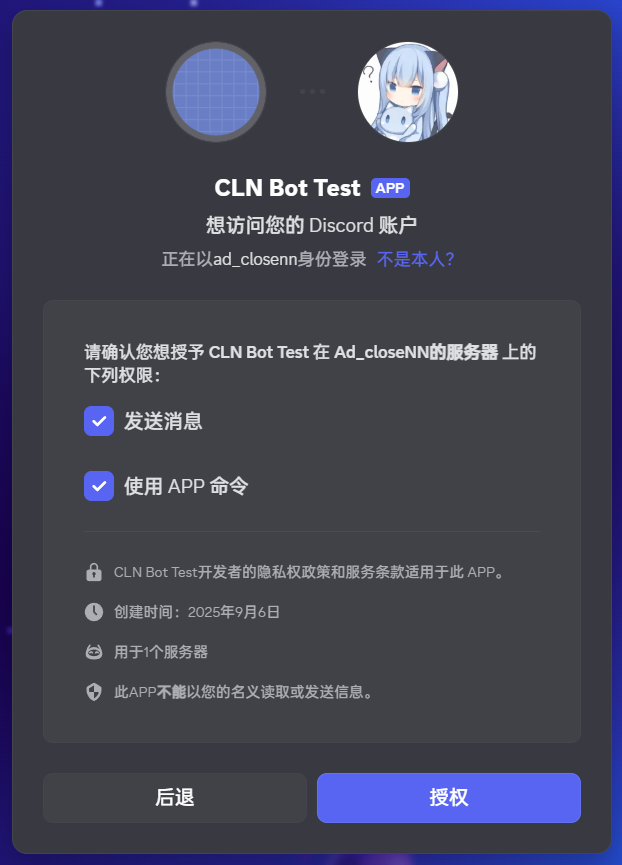 ?
CLN Bot Test APP
想访问您的 Discord 账户
正在以ad_closenn身份登录 不是本人？
请确认您想授予 CLN Bot Test 在 Ad_closeNN的服务器 上的
下列权限：
发送消息
使用 APP 命令
CLN Bot Test开发者的隐私权政策和服务条款适用于此 APP。
创建时间：2025年9月6日
用于1个服务器
此APP不能以您的名义读取或发送信息。
后退
授权